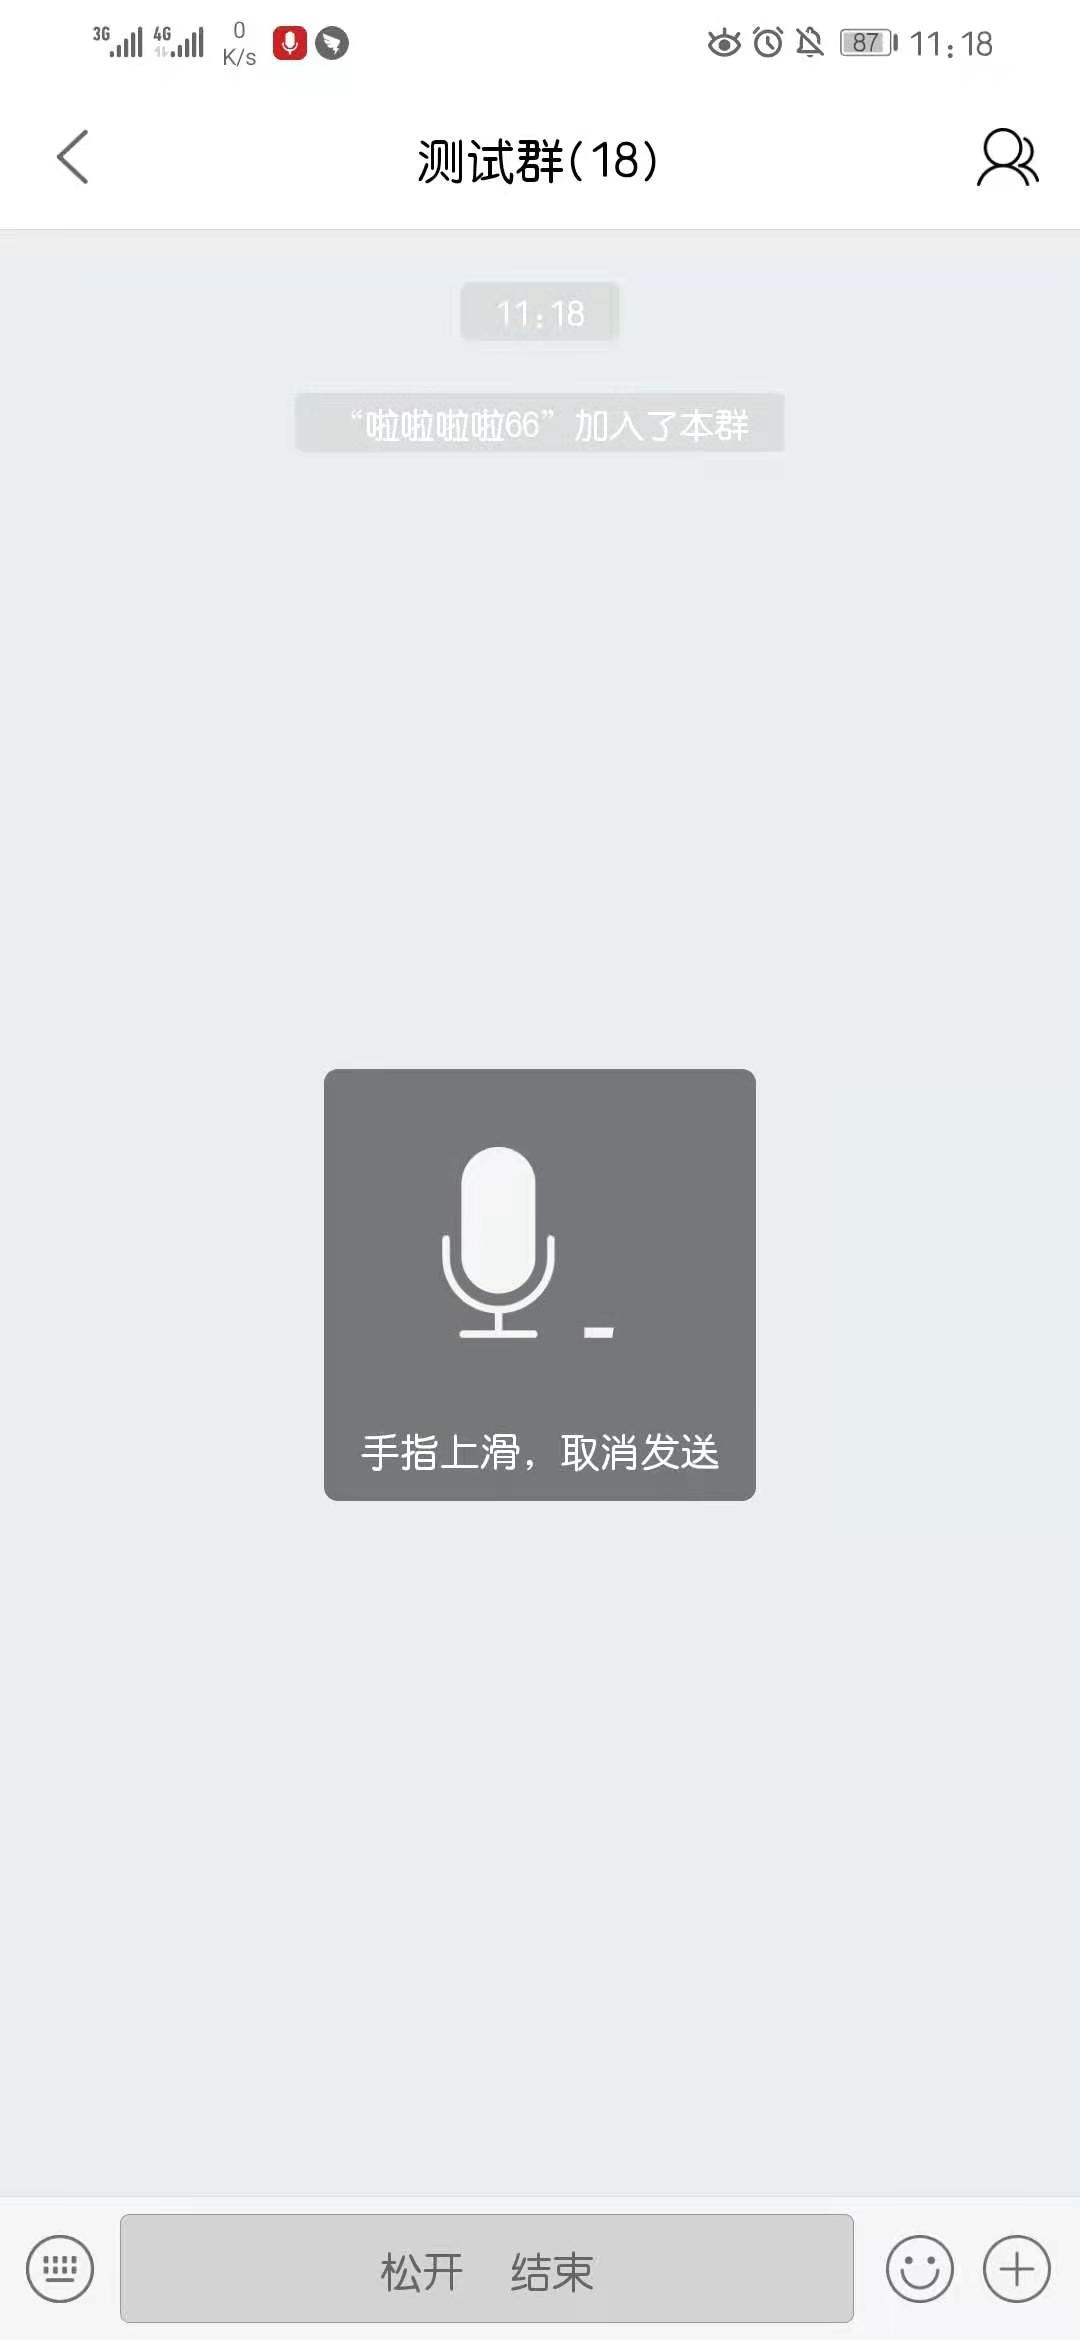 3G 4G 0 K/s 87 11:18
测试群(18)
11:18
“啦啦啦啦66”加入了本群
手指上滑，取消发送
松开 结束